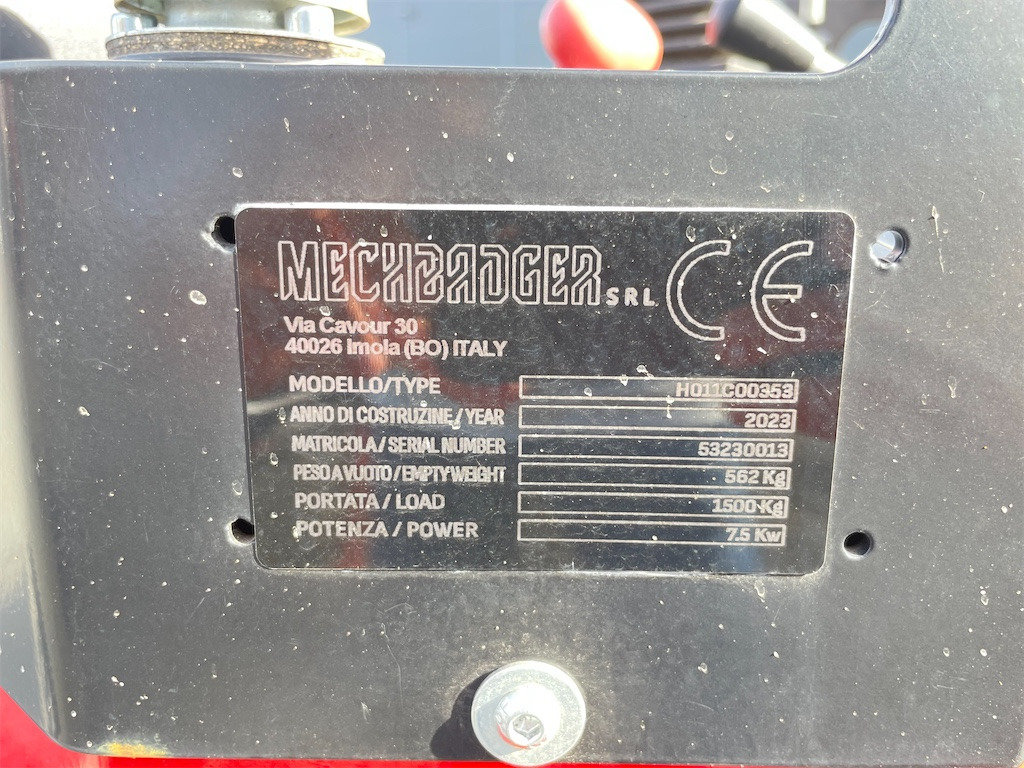 MECHBADGER SRL CE
Via Cavour 30
40026 Imola (BO) ITALY
MODELLO/TYPE H011C00353
ANNO DI COSTRUZINE/YEAR 2023
MATRICOLA/SERIAL NUMBER 53230013
PESO A VUOTO/EMPTY WEIGHT 562 Kg
PORTATA/LOAD 1500 Kg
POTENZA/POWER 7.5 Kw